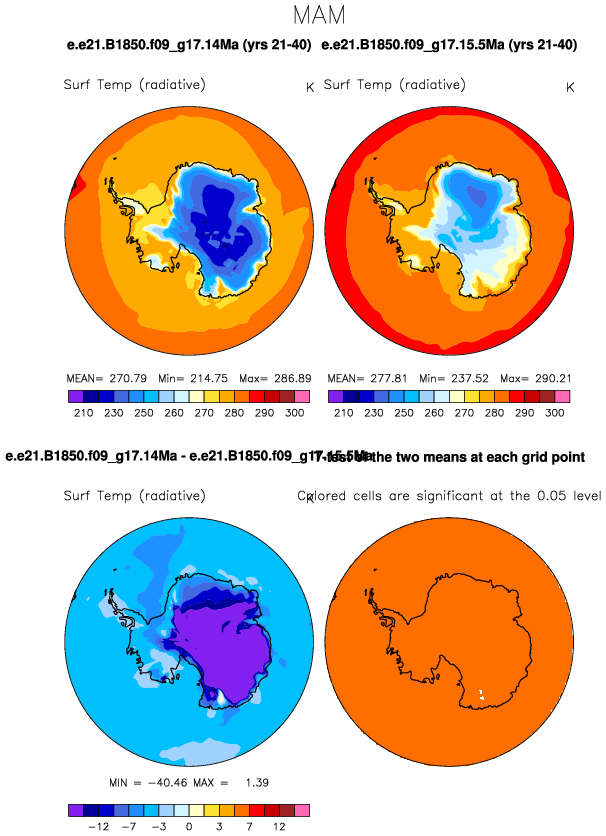 MAM
e.e21.B1850.f09_g17.14Ma (yrs 21-40) e.e21.B1850.f09_g17.15.5Ma (yrs 21-40)
Surf Temp (radiative) K Surf Temp (radiative) K
MEAN= 270.79 Min= 214.75 Max= 286.89 MEAN= 277.81 Min= 237.52 Max= 290.21
210 230 250 260 270 280 290 300 210 230 250 260 270 280 290 300
e.e21.B1850.f09_g17.14Ma - e.e21.B1850.f09_g17.15.5Ma T-test of the two means at each grid point
Surf Temp (radiative) K Colored cells are significant at the 0.05 level
MIN = -40.46 MAX = 1.39
-12 -7 -3 0 3 7 12